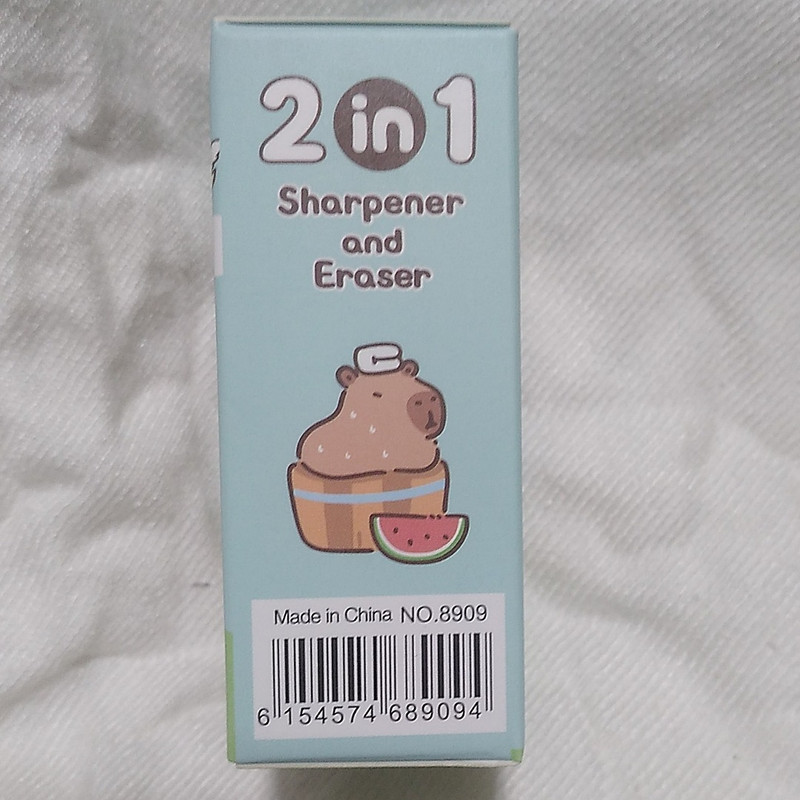 2 in 1
Sharpener
and
Eraser
Made in China NO.8909
6 154574 689094